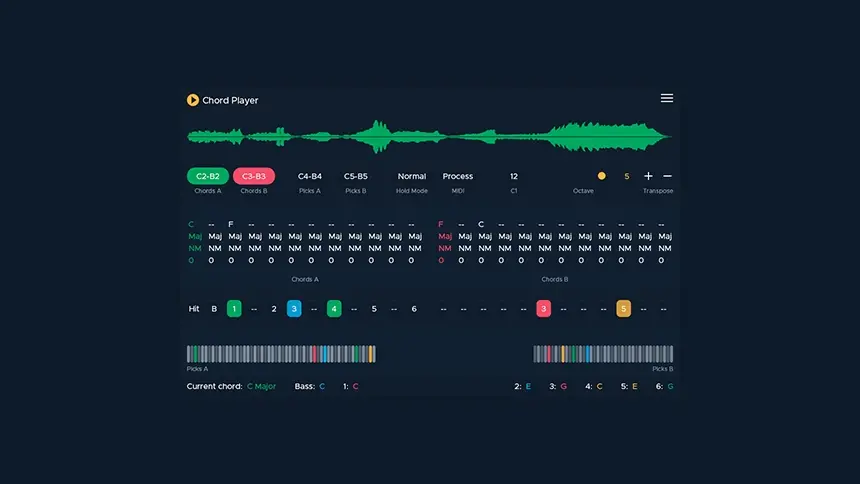 Chord Player
C2-B2 C3-B3 C4-B4 C5-B5 Normal Process 12 5 + −
Chords A Chords B Picks A Picks B Hold Mode MIDI C1 Octave Transpose
C -- F -- -- -- -- -- -- -- -- -- F -- C -- -- -- -- -- -- -- -- --
Maj Maj Maj Maj Maj Maj Maj Maj Maj Maj Maj Maj Maj Maj Maj Maj Maj Maj Maj Maj Maj Maj Maj Maj
NM NM NM NM NM NM NM NM NM NM NM NM NM NM NM NM NM NM NM NM NM NM NM NM
0 0 0 0 0 0 0 0 0 0 0 0 0 0 0 0 0 0 0 0 0 0 0 0
Chords A Chords B
Hit B 1 -- 2 3 -- 4 -- 5 -- 6 -- -- -- -- -- 3 -- -- -- 5 -- --
Picks A Picks B
Current chord: C Major Bass: C 1: C 2: E 3: G 4: C 5: E 6: G